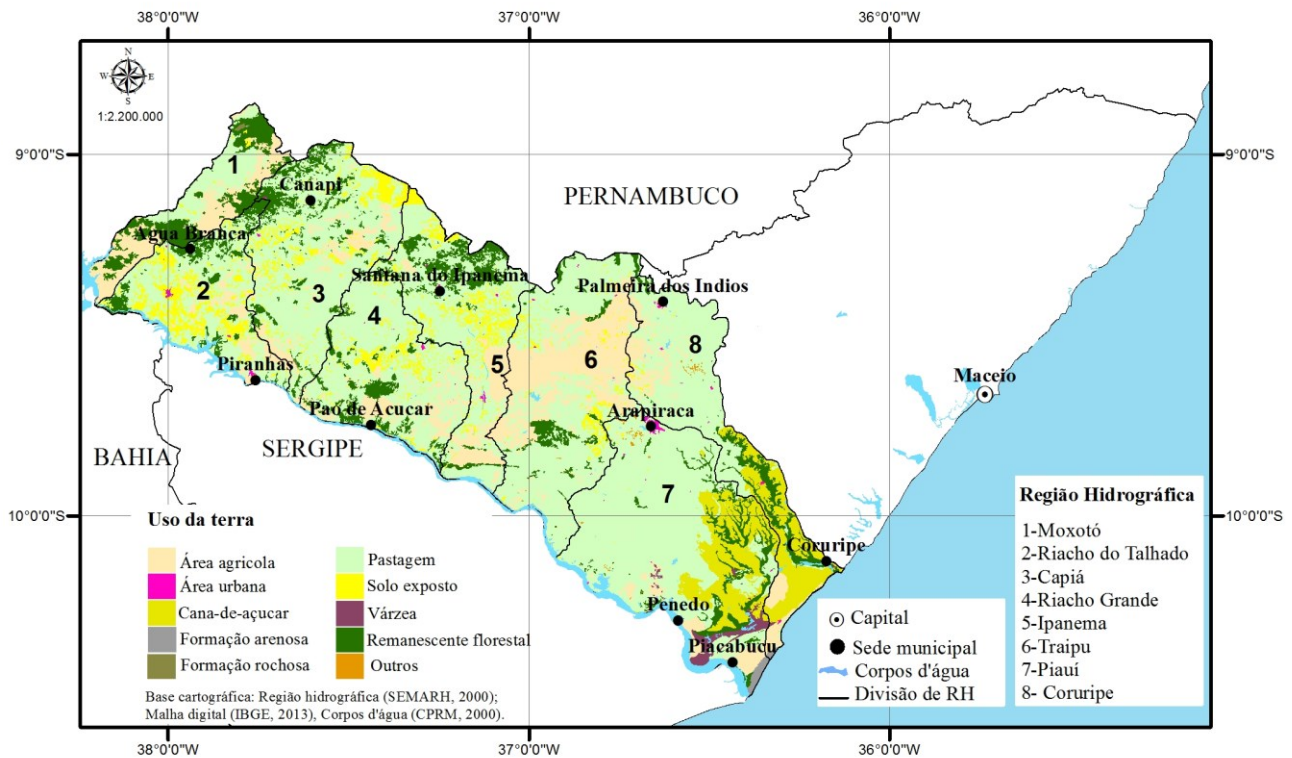 38°0'0"W 37°0'0"W 36°0'0"W
N
W E
S
1:2.200.000
9°0'0"S 9°0'0"S
1
Canapi
PERNAMBUCO
Agua Branca
Santana do Ipanema
Palmeira dos Indios
2
3
4
5
6
8
Piranhas
Maceio
Pao de Acucar
Arapiraca
BAHIA
SERGIPE
7
10°0'0"S 10°0'0"S
Coruripe
Penedo
Piacabucu
Uso da terra
Área agricola
Área urbana
Cana-de-açucar
Formação arenosa
Formação rochosa
Pastagem
Solo exposto
Várzea
Remanescente florestal
Outros
Base cartográfica: Região hidrográfica (SEMARH, 2000);
Malha digital (IBGE, 2013), Corpos d'água (CPRM, 2000).
Capital
Sede municipal
Corpos d'água
Divisão de RH
Região Hidrográfica
1-Moxotó
2-Riacho do Talhado
3-Capiá
4-Riacho Grande
5-Ipanema
6-Traipu
7-Piauí
8- Coruripe
38°0'0"W 37°0'0"W 36°0'0"W